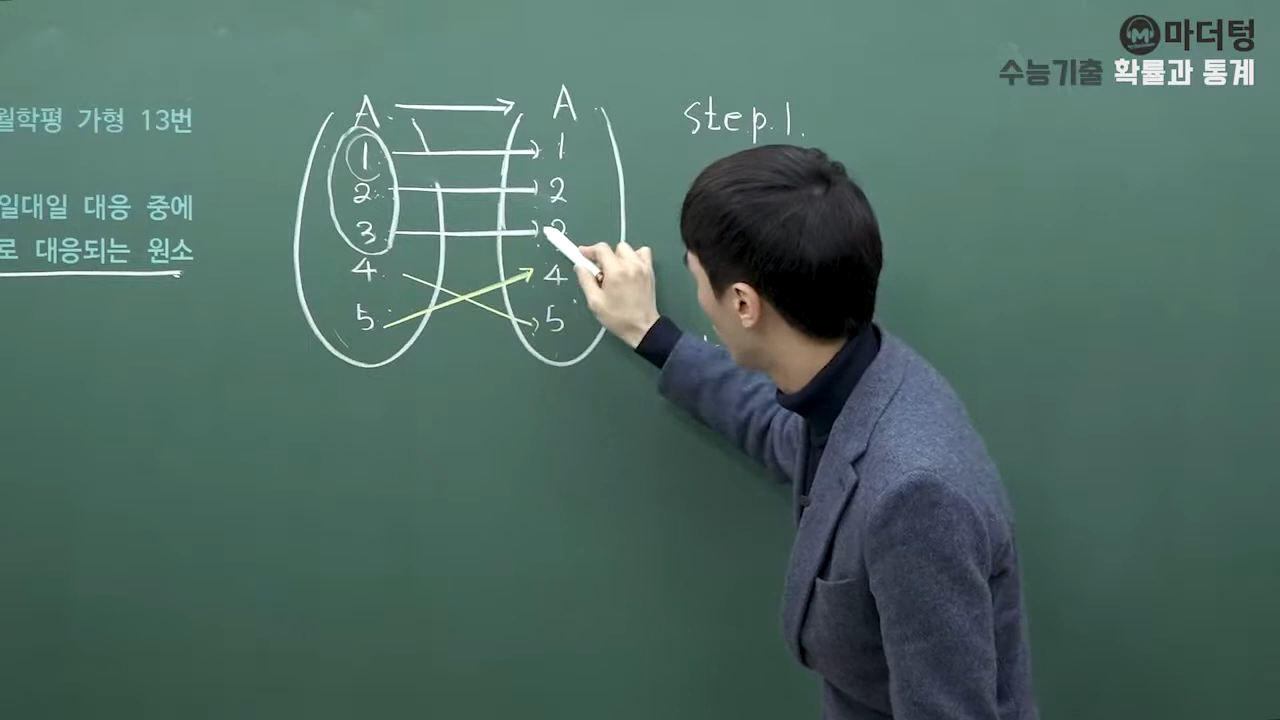 마더텅
수능기출 확률과 통계
월학평 가형 13번
일대일 대응 중에
로 대응되는 원소
A → A
1 1
2 2
3
4 4
5 5
step 1.